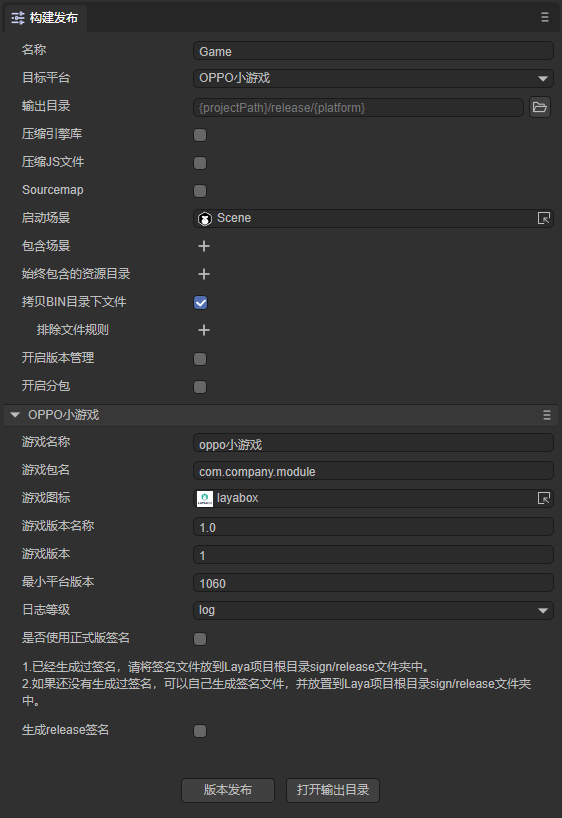 构建发布
名称 Game
目标平台 OPPO小游戏
输出目录 {projectPath}/release/{platform}
压缩引擎库
压缩JS文件
Sourcemap
启动场景 Scene
包含场景
始终包含的资源目录
拷贝BIN目录下文件
排除文件规则
开启版本管理
开启分包
OPPO小游戏
游戏名称 oppo小游戏
游戏包名 com.company.module
游戏图标 layabox
游戏版本名称 1.0
游戏版本 1
最小平台版本 1060
日志等级 log
是否使用正式版签名
1.已经生成过签名，请将签名文件放到Laya项目根目录sign/release文件夹中。
2.如果还没有生成过签名，可以自己生成签名文件，并放置到Laya项目根目录sign/release文件夹
中。
生成release签名
版本发布 打开输出目录